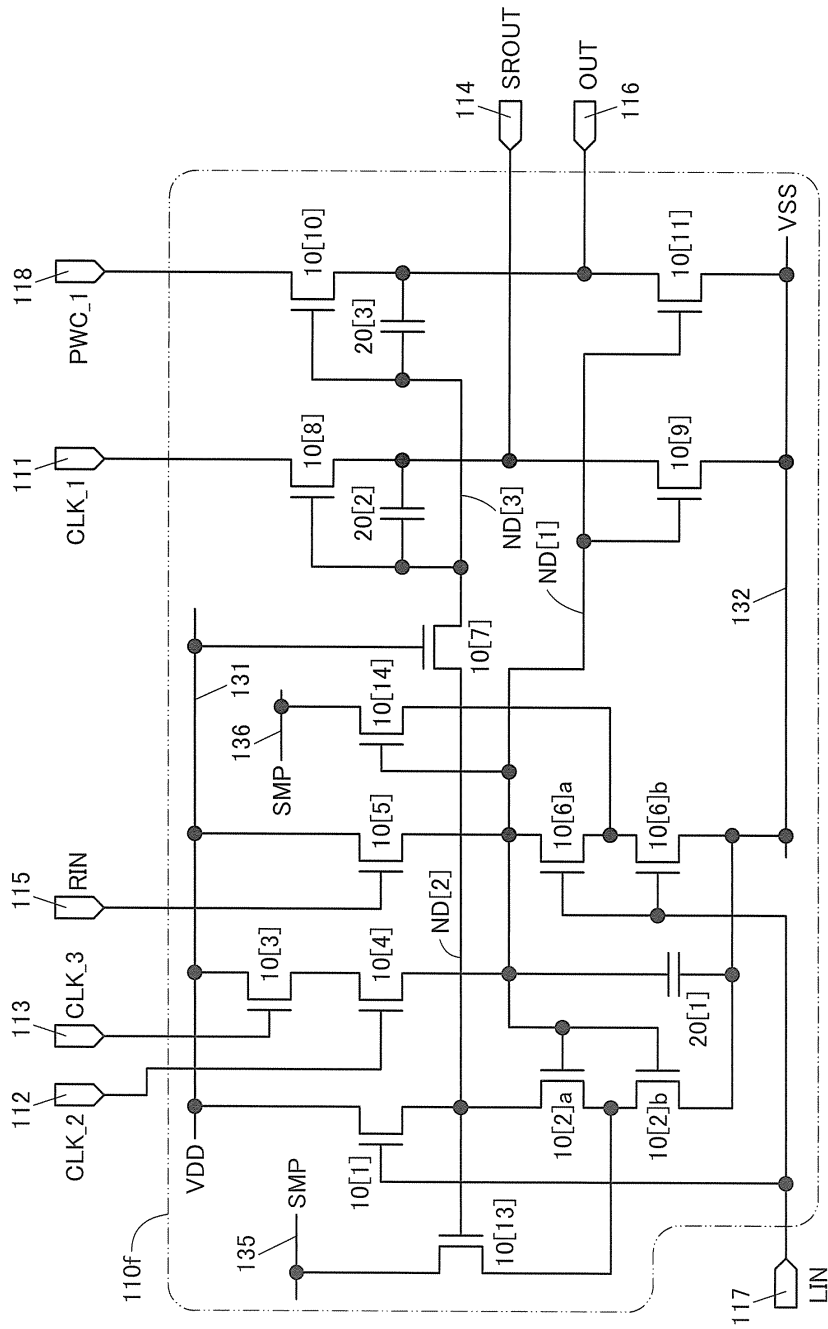 110f
117
LIN
135
SMP
10[13]
VDD
10[1]
112
CLK_2
113
CLK_3
10[3]
10[4]
10[2]a
10[2]b
20[1]
ND[2]
115
RIN
10[5]
10[6]a
10[6]b
SMP
136
10[14]
131
10[7]
ND[1]
132
ND[3]
111
CLK_1
10[8]
20[2]
10[9]
118
PWC_1
10[10]
20[3]
10[11]
VSS
114
SROUT
OUT
116